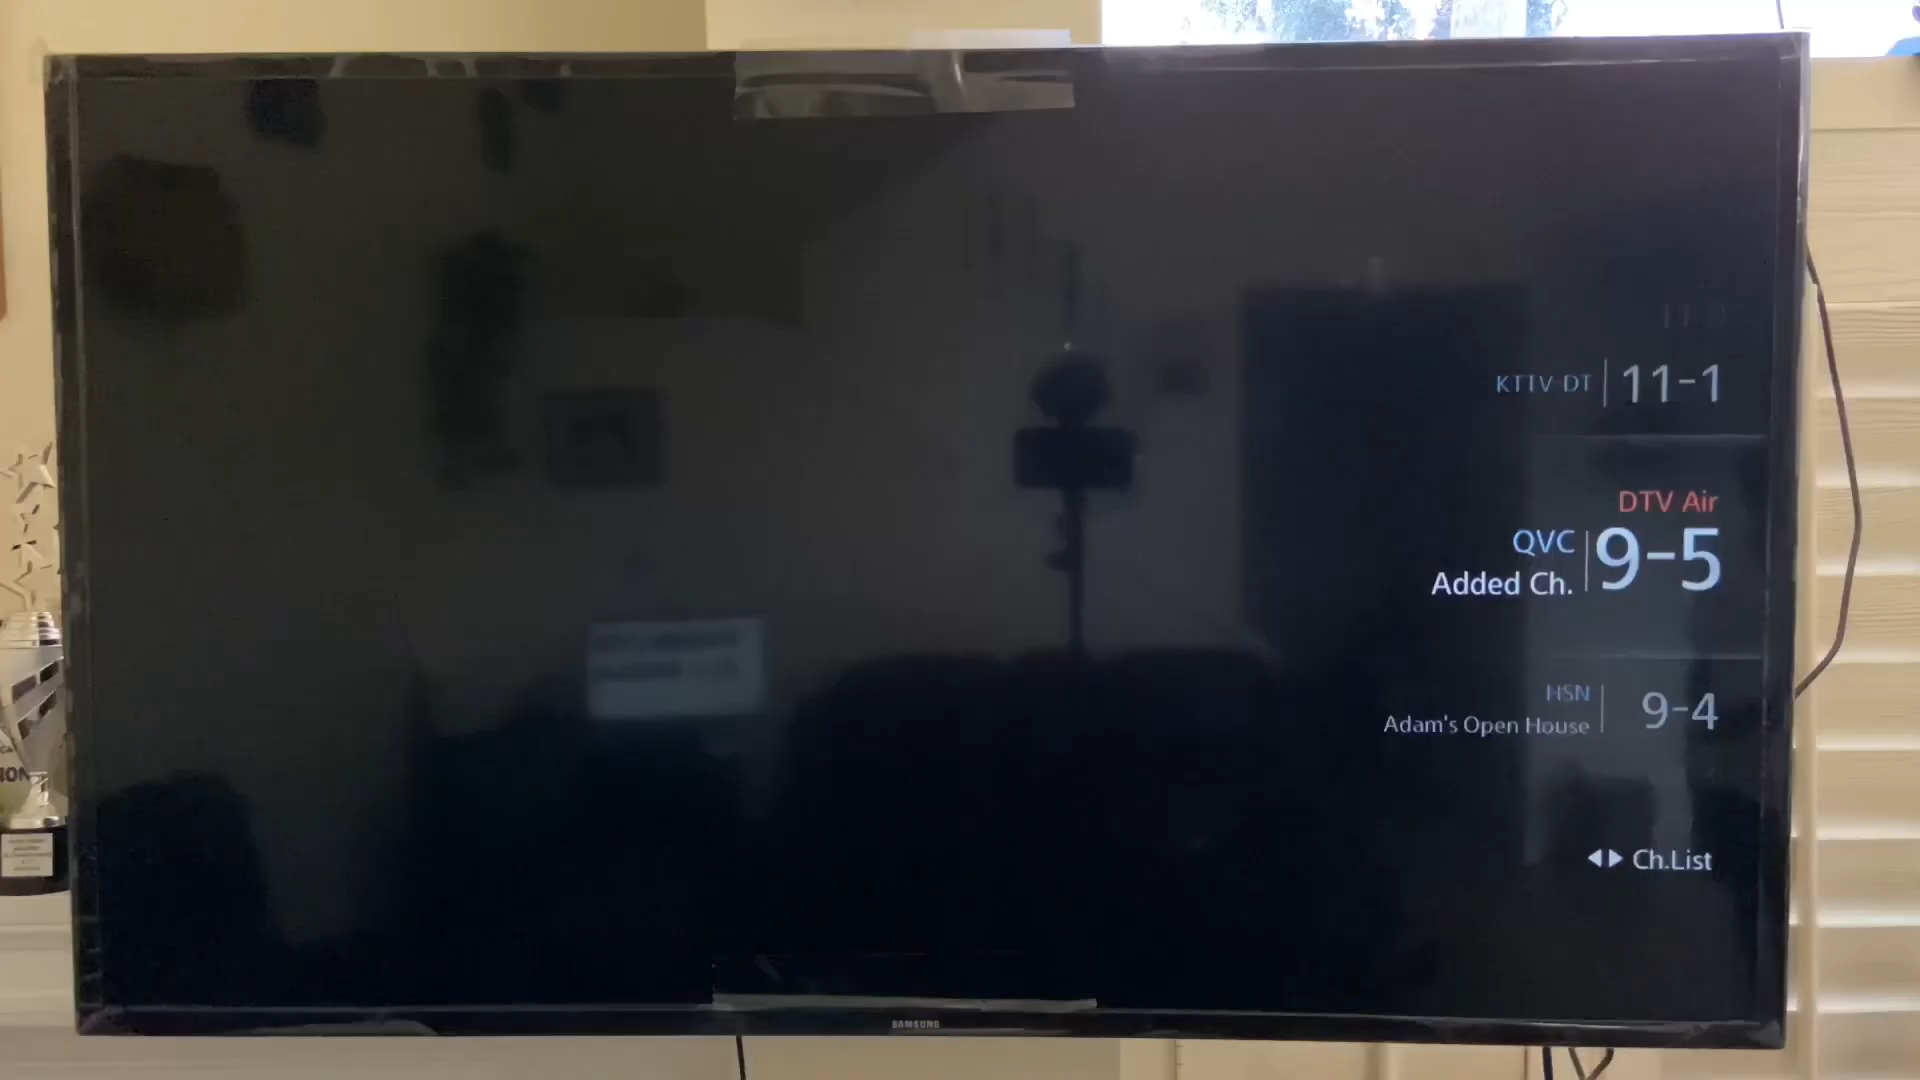 KTTV-DT 11-1
DTV Air
QVC 9-5
Added Ch.
HSN 9-4
Adam's Open House
Ch.List
SAMSUNG